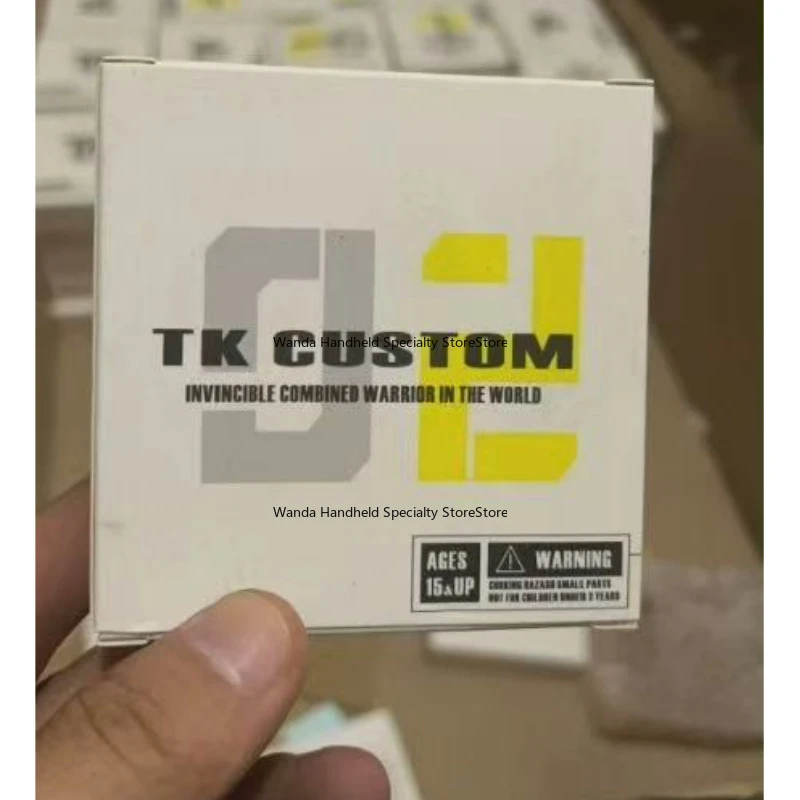 02
TK CUSTOM
Wanda Handheld Specialty StoreStore
INVINCIBLE COMBINED WARRIOR IN THE WORLD
Wanda Handheld Specialty StoreStore
AGES
15&UP
WARNING
CHOKING HAZARD SMALL PARTS
NOT FOR CHILDREN UNDER 3 YEARS